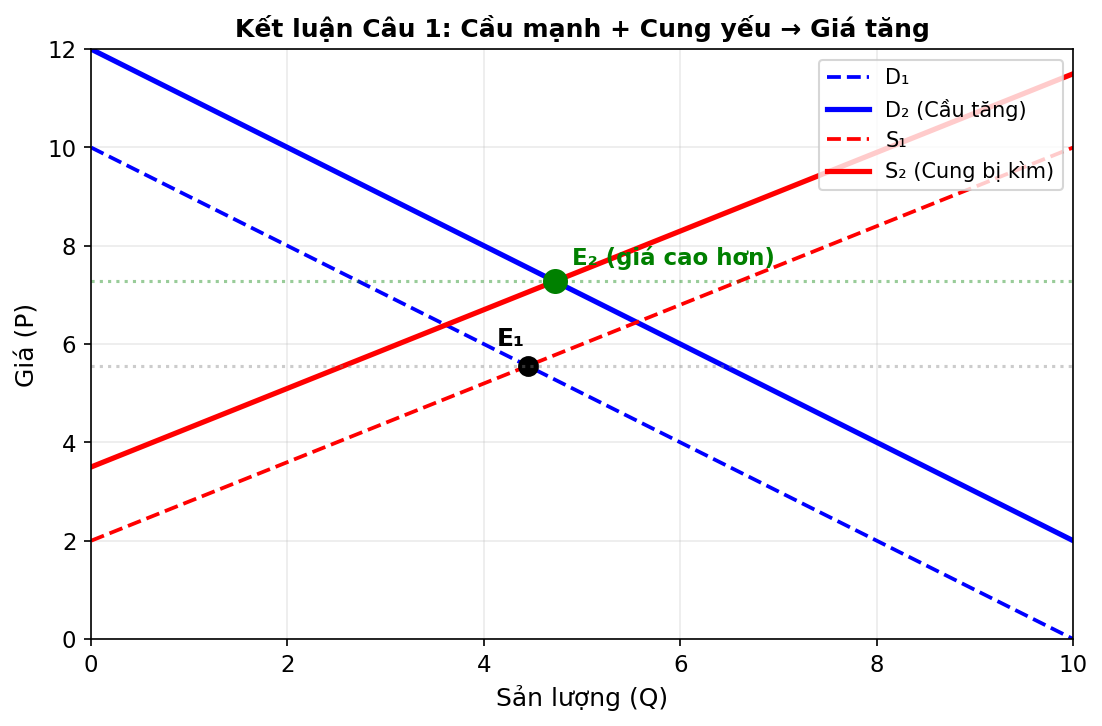 Kết luận Câu 1: Cầu mạnh + Cung yếu → Giá tăng
12
10
8
6
4
2
0
Giá (P)
D₁
D₂ (Cầu tăng)
S₁
S₂ (Cung bị kìm)
E₂ (giá cao hơn)
E₁
0 2 4 6 8 10
Sản lượng (Q)